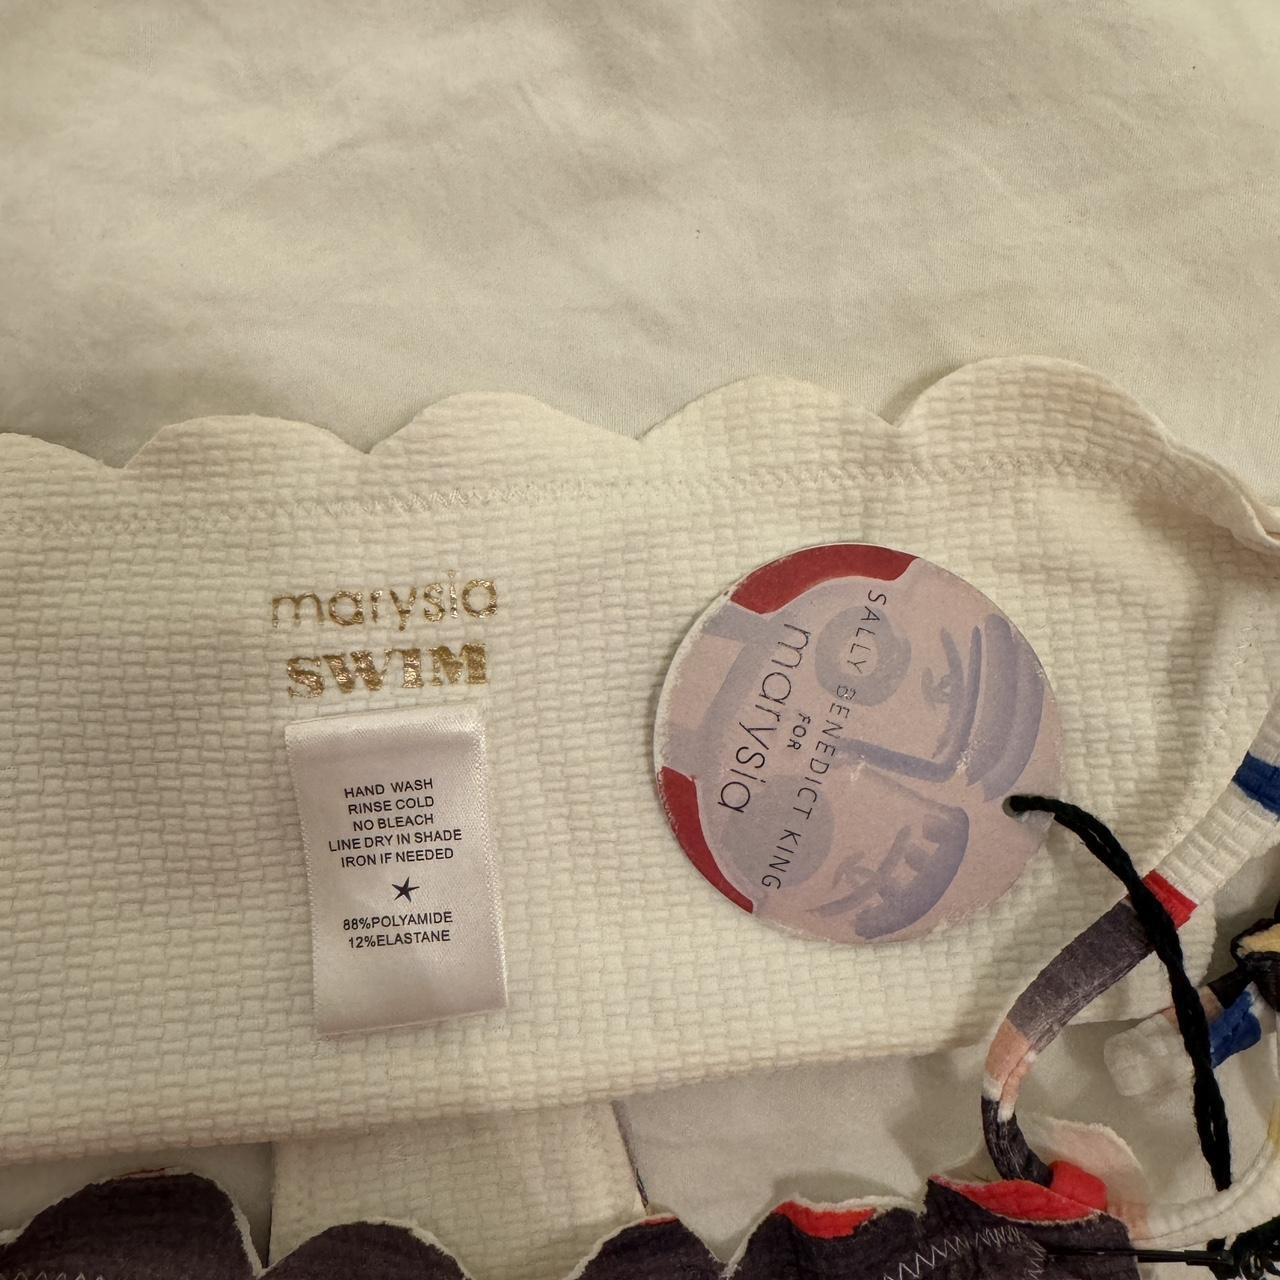 marysia
SWIM
HAND WASH
RINSE COLD
NO BLEACH
LINE DRY IN SHADE
IRON IF NEEDED
88%POLYAMIDE
12%ELASTANE
SALLY BENEDICT KING
FOR
marysia